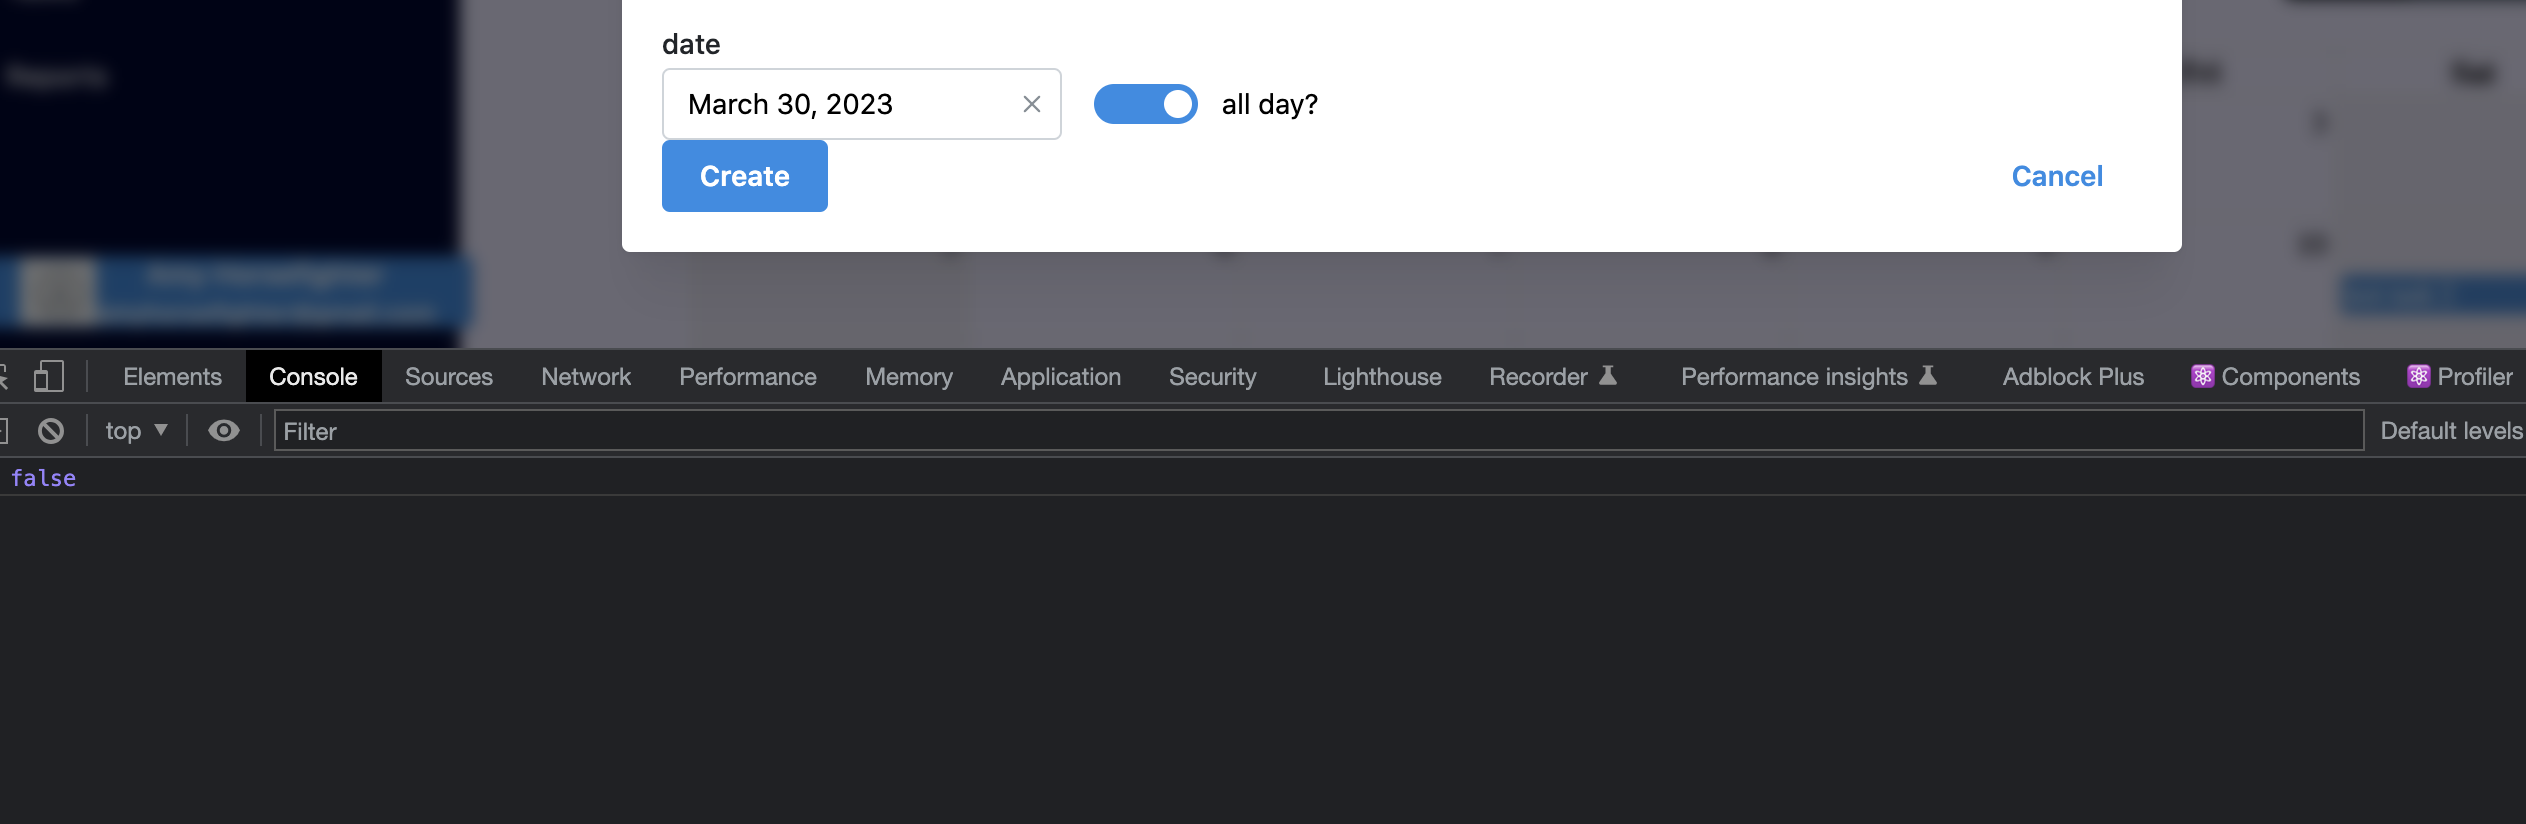 Reports
date
March 30, 2023
all day?
Create
Cancel
Elements Console Sources Network Performance Memory Application Security Lighthouse Recorder Performance insights Adblock Plus Components Profiler
top Filter Default levels
false